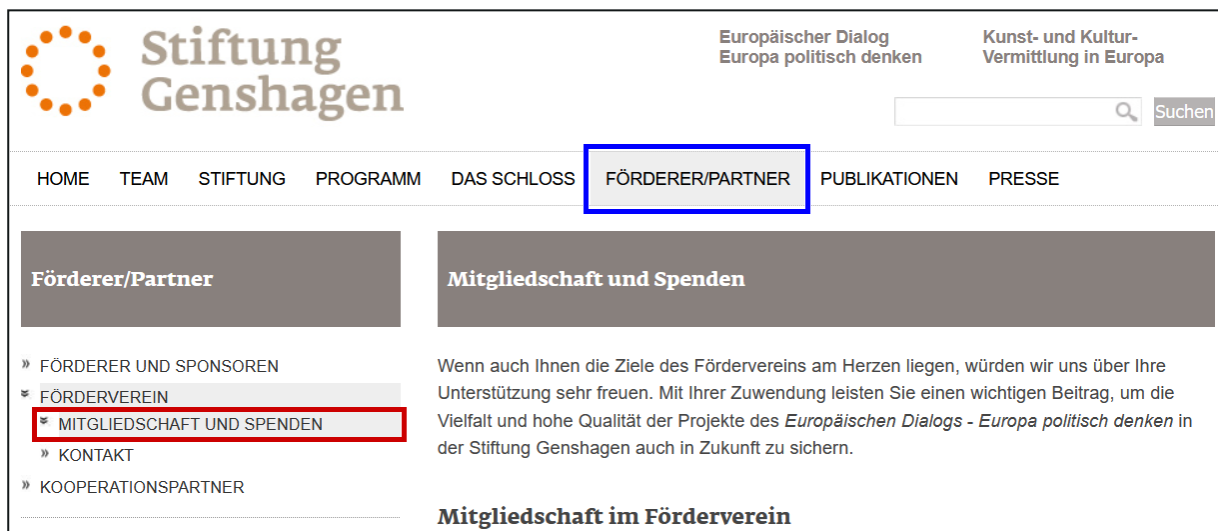 Stiftung
Genshagen
Europäischer Dialog
Europa politisch denken
Kunst- und Kultur-
Vermittlung in Europa
Suchen
HOME TEAM STIFTUNG PROGRAMM DAS SCHLOSS FÖRDERER/PARTNER PUBLIKATIONEN PRESSE
Förderer/Partner
» FÖRDERER UND SPONSOREN
FÖRDERVEREIN
MITGLIEDSCHAFT UND SPENDEN
» KONTAKT
» KOOPERATIONSPARTNER
Mitgliedschaft und Spenden
Wenn auch Ihnen die Ziele des Fördervereins am Herzen liegen, würden wir uns über Ihre
Unterstützung sehr freuen. Mit Ihrer Zuwendung leisten Sie einen wichtigen Beitrag, um die
Vielfalt und hohe Qualität der Projekte des Europäischen Dialogs - Europa politisch denken in
der Stiftung Genshagen auch in Zukunft zu sichern.
Mitgliedschaft im Förderverein